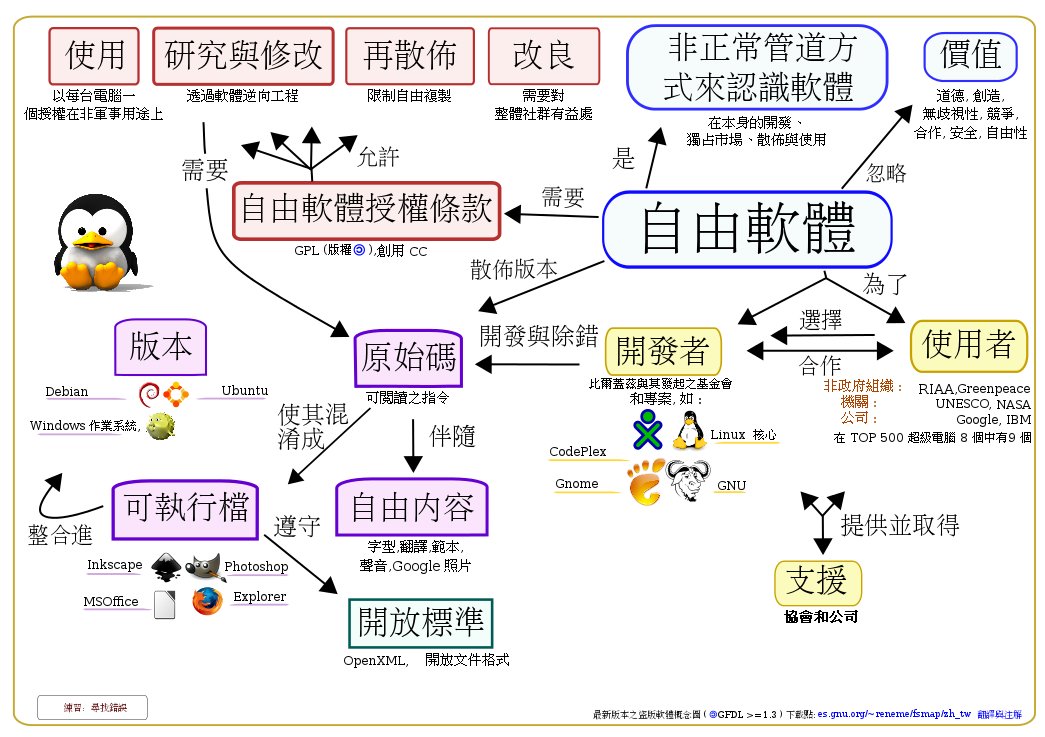 使用
研究與修改
再散佈
改良
非正常管道方
式來認識軟體
價值
以每台電腦一
個授權在非軍事用途上
透過軟體逆向工程
限制自由複製
需要對
整體社群有益處
在本身的開發、
獨占市場、散佈與使用
道德, 創造,
無歧視性, 競爭,
合作, 安全, 自由性
需要
允許
是
忽略
自由軟體授權條款
需要
自由軟體
GPL (版權),創用 CC
散佈版本
為了
版本
原始碼
開發與除錯
開發者
選擇
合作
使用者
Debian
Ubuntu
Windows 作業系統,
可閱讀之指令
此爾蓋茲與其發起之基金會
和專案, 如 :
非政府組織 :
機關 :
公司 :
RIAA,Greenpeace
UNESCO, NASA
Google, IBM
在 TOP 500 超級電腦 8 個中有9 個
使其混
淆成
伴隨
Linux 核心
CodePlex
Gnome
GNU
可執行檔
整合進
遵守
自由內容
字型,翻譯,範本,
聲音,Google 照片
提供並取得
Inkscape
Photoshop
MSOffice
Explorer
支援
協會和公司
開放標準
OpenXML, 開放文件格式
練習: 尋找錯誤
最新版本之盜版軟體概念圖 ( GFDL >=1.3 ) 下載點: es.gnu.org/~reneme/fsmap/zh_tw 翻譯與注解